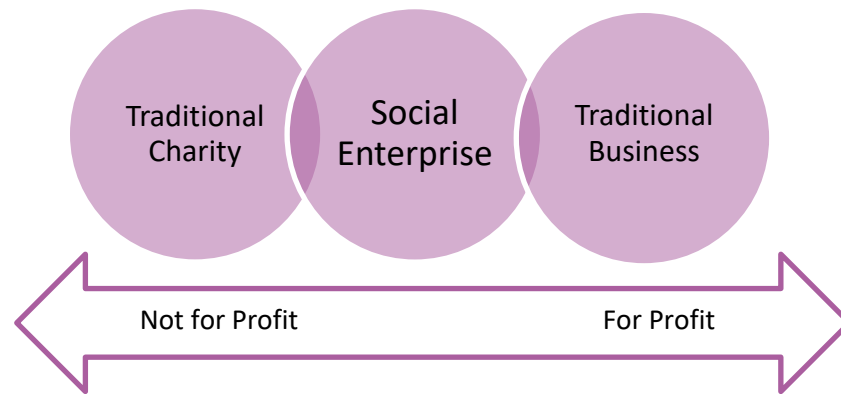 Traditional
Charity
Social
Enterprise
Traditional
Business
Not for Profit
For Profit